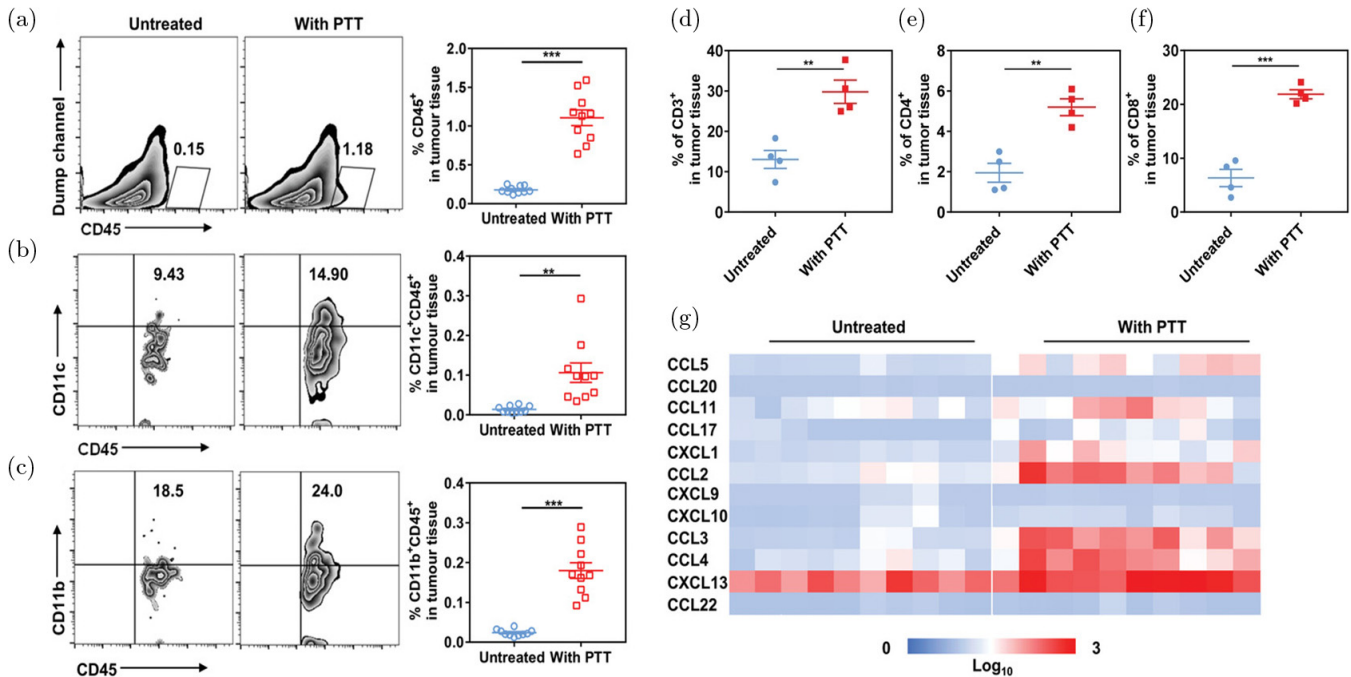 (a)
Untreated
With PTT
Dump channel
0.15
1.18
CD45
% CD45+
in tumour tissue
2.0
1.5
1.0
0.5
0.0
***
Untreated With PTT
(b)
9.43
14.90
CD11c
CD45
% CD11c+CD45+
in tumour tissue
0.4
0.3
0.2
0.1
0.0
**
Untreated With PTT
(c)
18.5
24.0
CD11b
CD45
% CD11b+CD45+
in tumour tissue
0.4
0.3
0.2
0.1
0.0
***
Untreated With PTT
(d)
% of CD3+
in tumor tissue
40
30
20
10
0
**
Untreated
With PTT
(e)
% of CD4+
in tumor tissue
8
6
4
2
0
**
Untreated
With PTT
(f)
% of CD8+
in tumor tissue
30
20
10
0
***
Untreated
With PTT
(g)
Untreated
With PTT
CCL5
CCL20
CCL11
CCL17
CXCL1
CCL2
CXCL9
CXCL10
CCL3
CCL4
CXCL13
CCL22
0
3
Log10